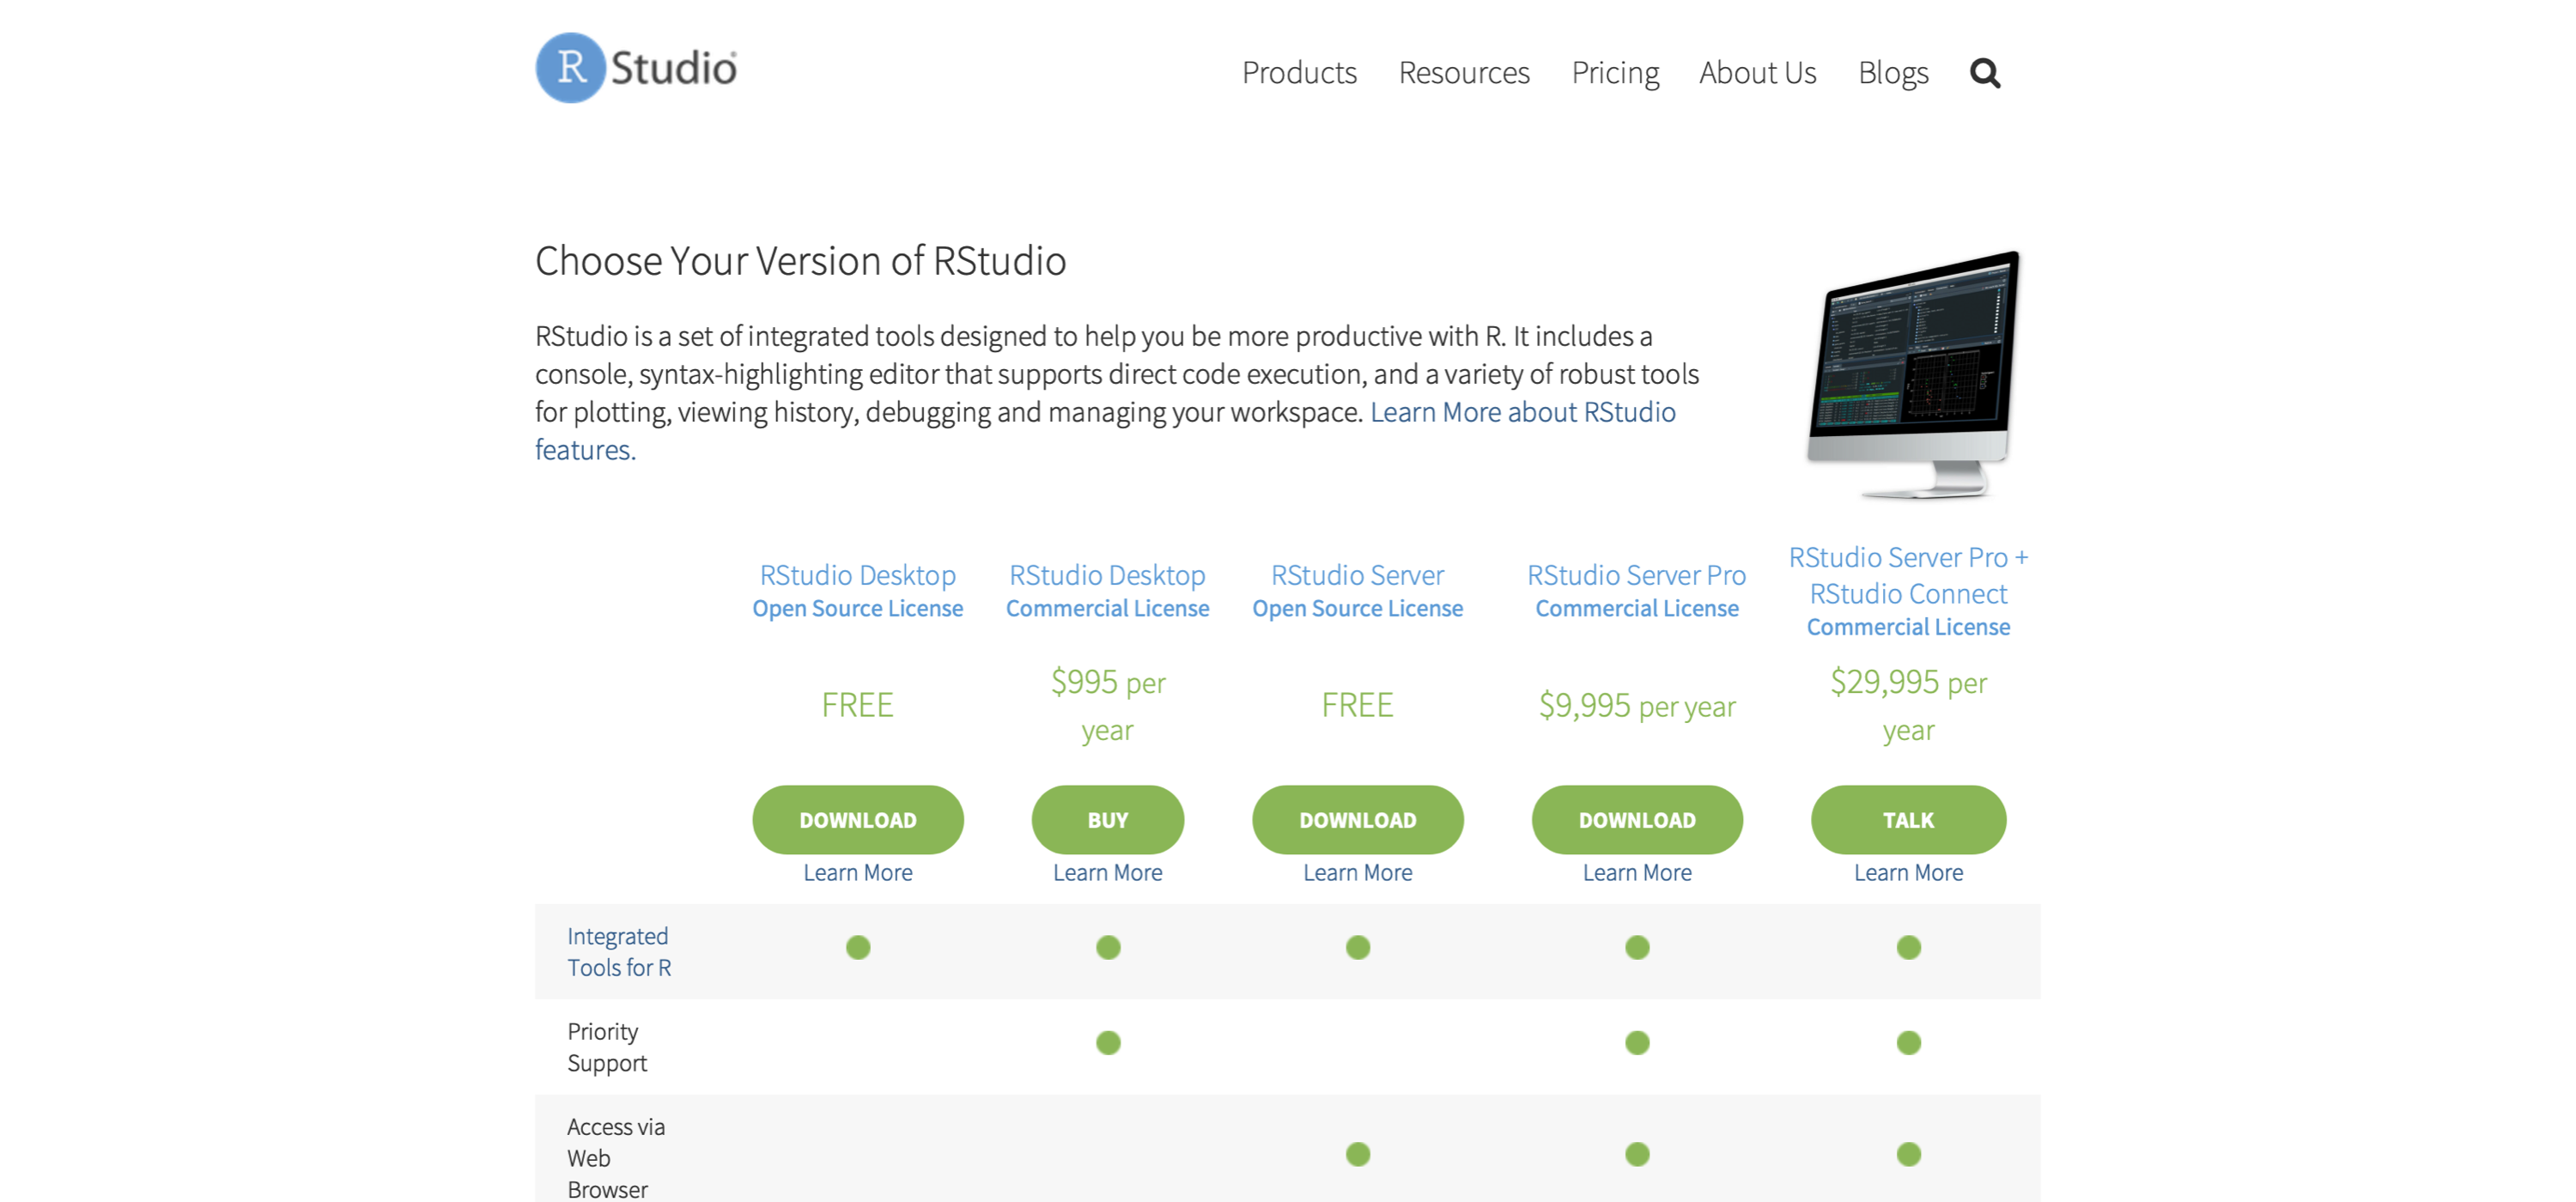 R Studio
Products Resources Pricing About Us Blogs
Choose Your Version of RStudio
RStudio is a set of integrated tools designed to help you be more productive with R. It includes a
console, syntax-highlighting editor that supports direct code execution, and a variety of robust tools
for plotting, viewing history, debugging and managing your workspace. Learn More about RStudio
features.
RStudio Desktop
Open Source License
RStudio Desktop
Commercial License
RStudio Server
Open Source License
RStudio Server Pro
Commercial License
RStudio Server Pro +
RStudio Connect
Commercial License
FREE
$995 per
year
FREE
$9,995 per year
$29,995 per
year
DOWNLOAD
BUY
DOWNLOAD
DOWNLOAD
TALK
Learn More
Learn More
Learn More
Learn More
Learn More
Integrated
Tools for R
Priority
Support
Access via
Web
Browser